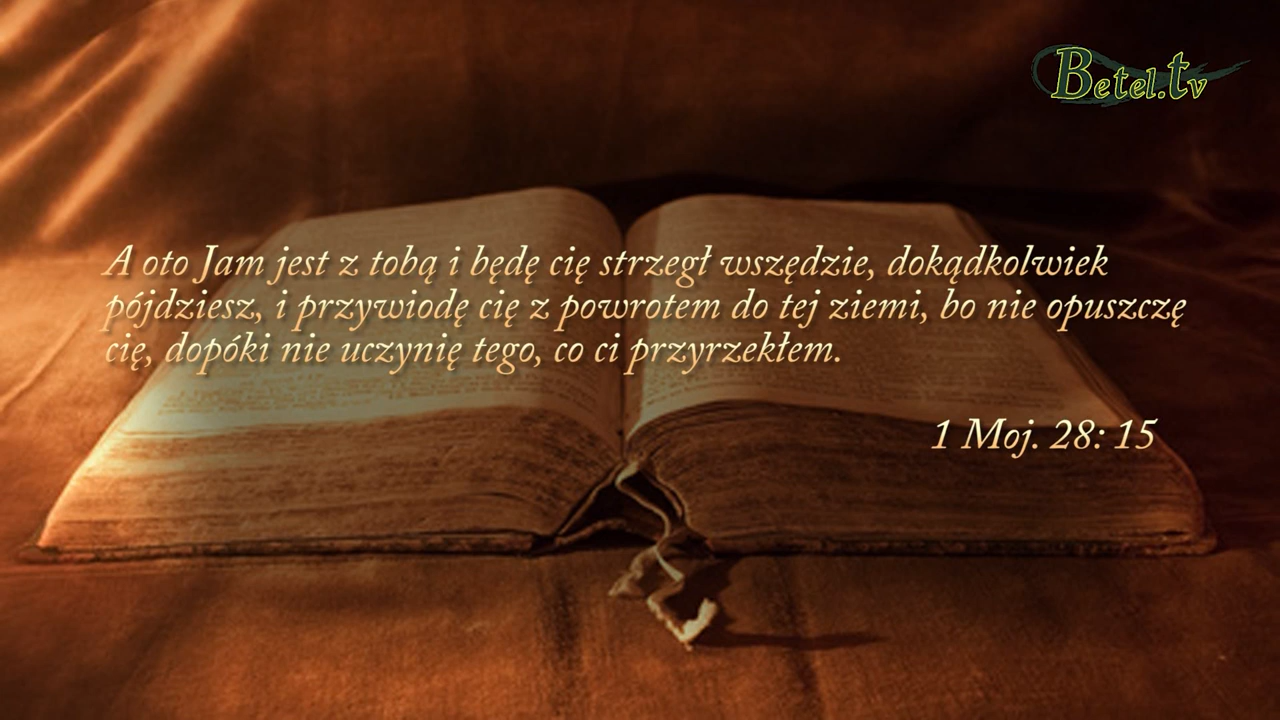 Betel.tv
A oto Jam jest z tobą i będę cię strzegł wszędzie, dokądkolwiek
pójdziesz, i przywiodę cię z powrotem do tej ziemi, bo nie opuszczę
cię, dopóki nie uczynię tego, co ci przyrzekłem.
1 Moj. 28: 15